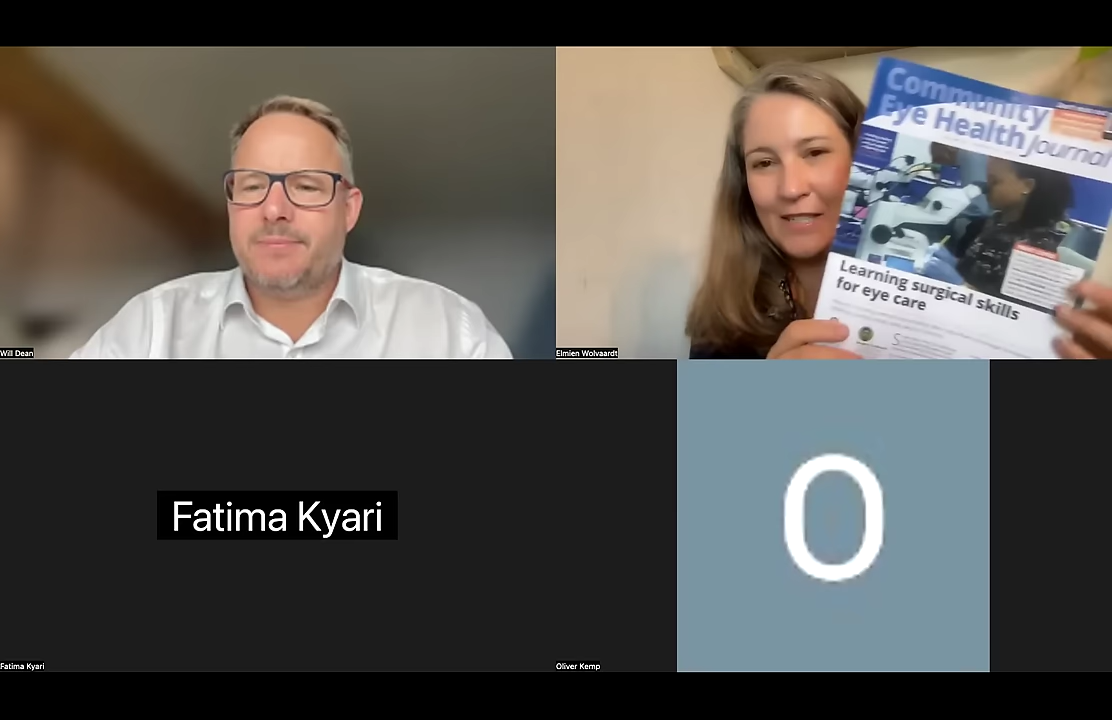 Community
Eye Health Journal
Learning surgical skills
for eye care
Will Dean
Elmien Wolvaardt
Fatima Kyari
Fatima Kyari
O
Oliver Kemp